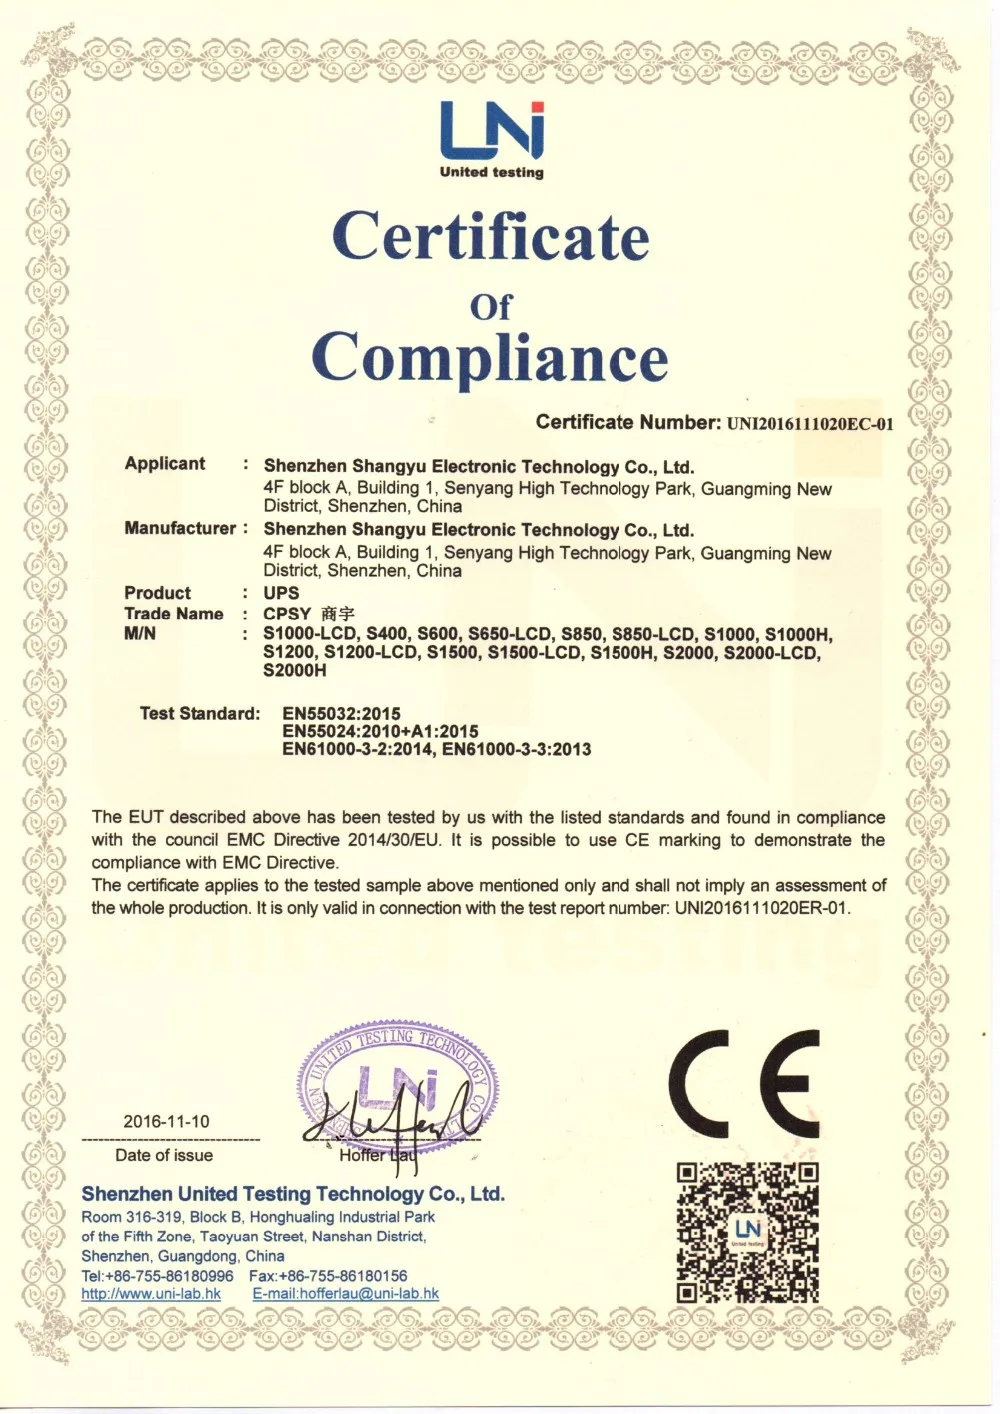 LNi
United testing
Certificate
Of
Compliance
Certificate Number: UNI2016111020EC-01
Applicant : Shenzhen Shangyu Electronic Technology Co., Ltd.
4F block A, Building 1, Senyang High Technology Park, Guangming New
District, Shenzhen, China
Manufacturer : Shenzhen Shangyu Electronic Technology Co., Ltd.
4F block A, Building 1, Senyang High Technology Park, Guangming New
District, Shenzhen, China
Product : UPS
Trade Name : CPSY 商宇
M/N : S1000-LCD, S400, S600, S650-LCD, S850, S850-LCD, S1000, S1000H,
S1200, S1200-LCD, S1500, S1500-LCD, S1500H, S2000, S2000-LCD,
S2000H
Test Standard: EN55032:2015
EN55024:2010+A1:2015
EN61000-3-2:2014, EN61000-3-3:2013
The EUT described above has been tested by us with the listed standards and found in compliance
with the council EMC Directive 2014/30/EU. It is possible to use CE marking to demonstrate the
compliance with EMC Directive.
The certificate applies to the tested sample above mentioned only and shall not imply an assessment of
the whole production. It is only valid in connection with the test report number: UNI2016111020ER-01.
UNITED TESTING TECHNOLOGY CO.,LTD
LNi
CE
2016-11-10
Date of issue
Hoffer Lau
Shenzhen United Testing Technology Co., Ltd.
Room 316-319, Block B, Honghualing Industrial Park
of the Fifth Zone, Taoyuan Street, Nanshan District,
Shenzhen, Guangdong, China
Tel:+86-755-86180996 Fax:+86-755-86180156
http://www.uni-lab.hk E-mail:hofferlau@uni-lab.hk
LNi
United testing